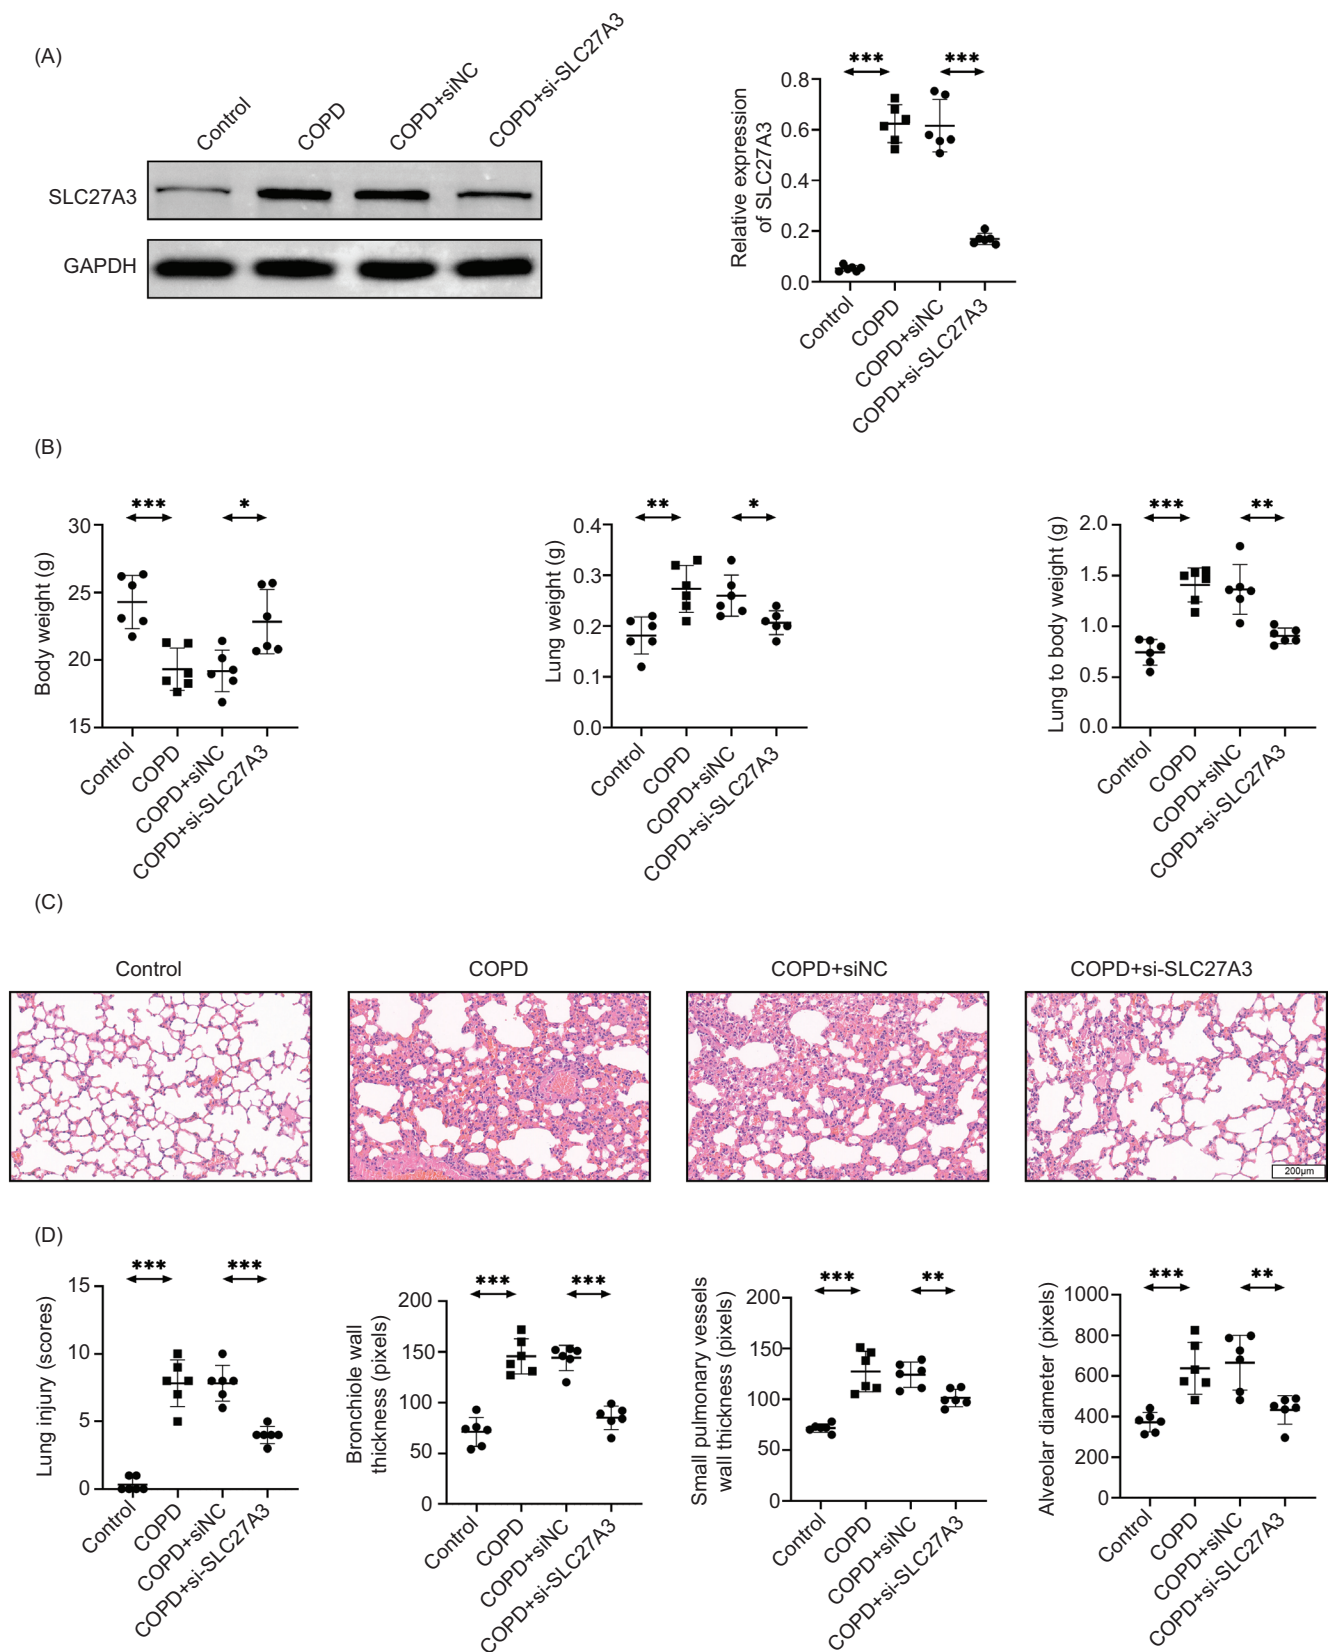 (A)
Control
COPD
COPD+siNC
COPD+si-SLC27A3
SLC27A3
GAPDH
*** ***
Relative expression
of SLC27A3
0.8
0.6
0.4
0.2
0.0
Control
COPD
COPD+siNC
COPD+si-SLC27A3
(B)
*** *
Body weight (g)
30
25
20
15
Control
COPD
COPD+siNC
COPD+si-SLC27A3
** *
Lung weight (g)
0.4
0.3
0.2
0.1
0.0
Control
COPD
COPD+siNC
COPD+si-SLC27A3
*** **
Lung to body weight (g)
2.0
1.5
1.0
0.5
0.0
Control
COPD
COPD+siNC
COPD+si-SLC27A3
(C)
Control
COPD
COPD+siNC
COPD+si-SLC27A3
200µm
(D)
*** ***
Lung injury (scores)
15
10
5
0
Control
COPD
COPD+siNC
COPD+si-SLC27A3
*** ***
Bronchiole wall
thickness (pixels)
200
150
100
50
0
Control
COPD
COPD+siNC
COPD+si-SLC27A3
*** **
Small pulmonary vessels
wall thickness (pixels)
200
150
100
50
0
Control
COPD
COPD+siNC
COPD+si-SLC27A3
*** **
Alveolar diameter (pixels)
1000
800
600
400
200
0
Control
COPD
COPD+siNC
COPD+si-SLC27A3